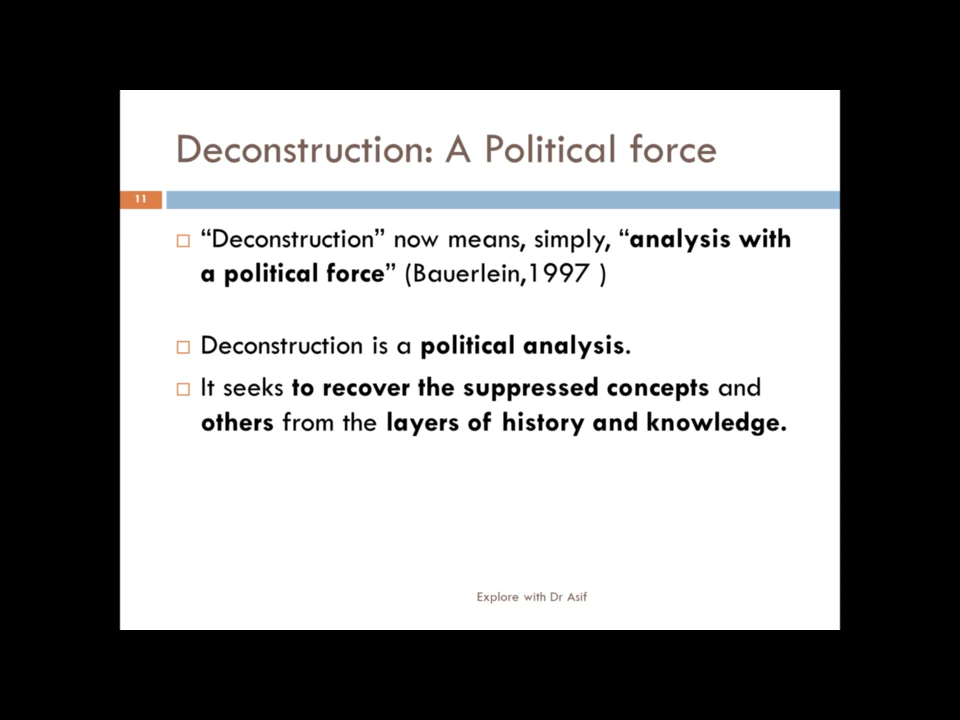 Deconstruction: A Political force
11
“Deconstruction” now means, simply, “analysis with
a political force” (Bauerlein,1997 )
Deconstruction is a political analysis.
It seeks to recover the suppressed concepts and
others from the layers of history and knowledge.
Explore with Dr Asif